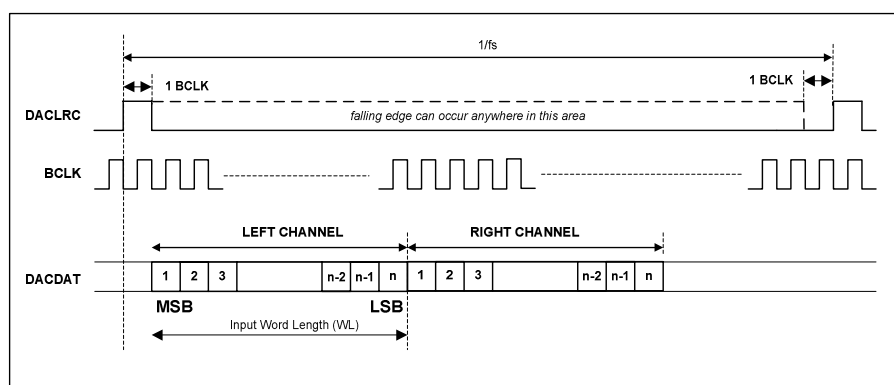 1/fs
1 BCLK
1 BCLK
DACLRC
falling edge can occur anywhere in this area
BCLK
LEFT CHANNEL
RIGHT CHANNEL
DACDAT
1 2 3 n-2 n-1 n 1 2 3 n-2 n-1 n
MSB
LSB
Input Word Length (WL)